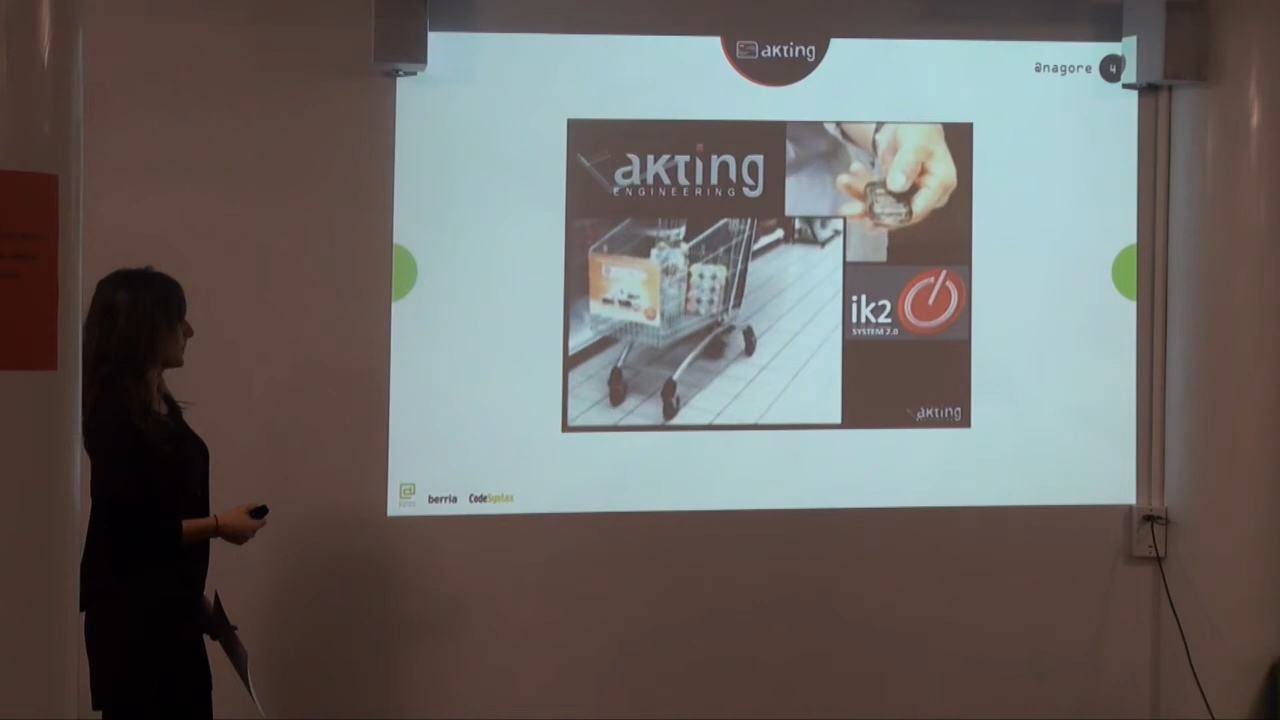 akting
@nagore 4
akting
ENGINEERING
ik2
SYSTEM 2.0
akting
berria CodeSyntax